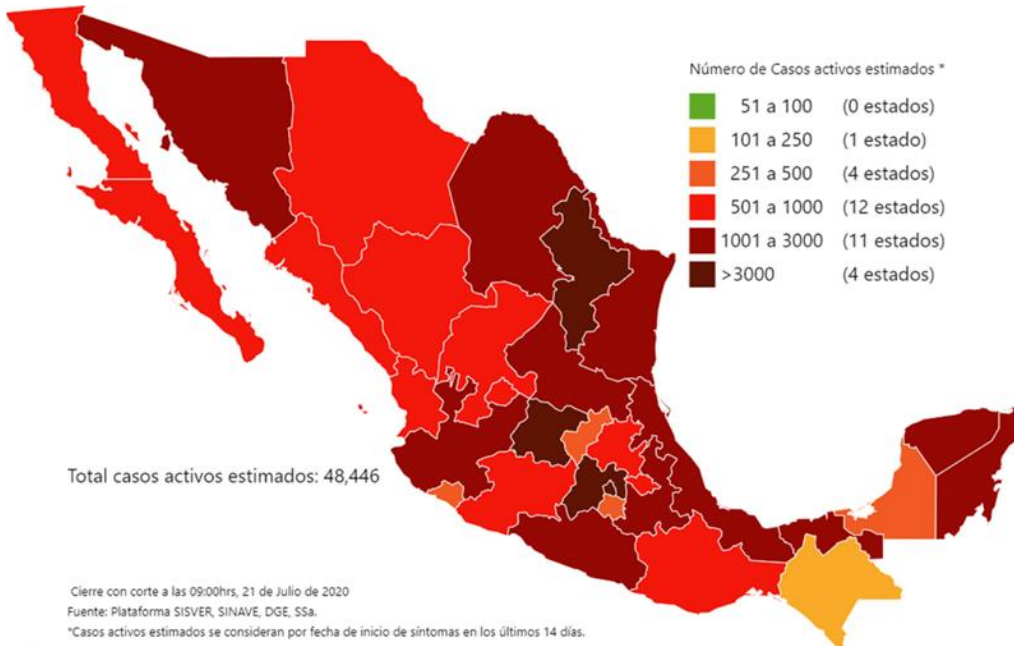 Número de Casos activos estimados *
51 a 100 (0 estados)
101 a 250 (1 estado)
251 a 500 (4 estados)
501 a 1000 (12 estados)
1001 a 3000 (11 estados)
>3000 (4 estados)
Total casos activos estimados: 48,446
Cierre con corte a las 09:00hrs, 21 de Julio de 2020
Fuente: Plataforma SISVER, SINAVE, DGE, SSa.
*Casos activos estimados se consideran por fecha de inicio de síntomas en los últimos 14 días.